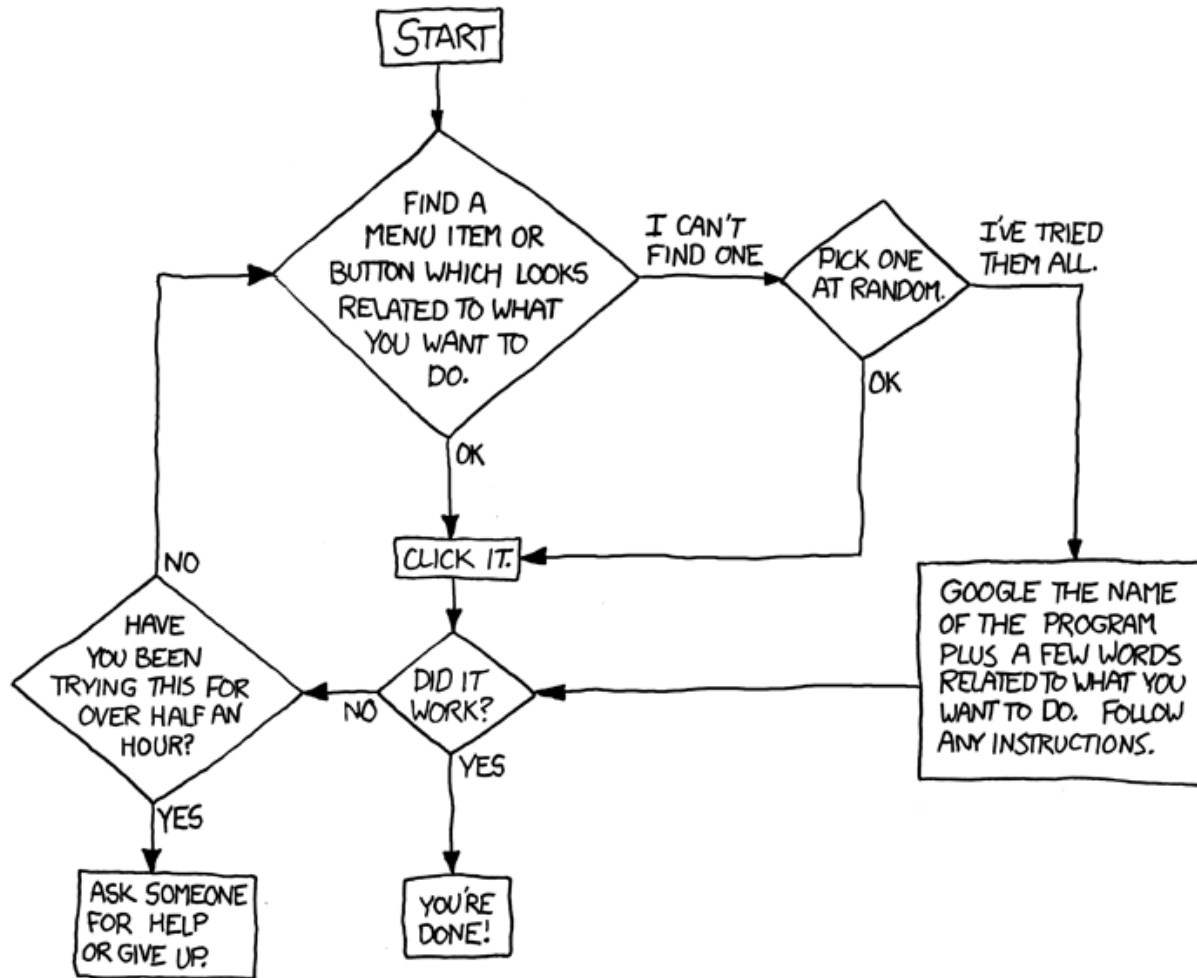 START
FIND A
MENU ITEM OR
BUTTON WHICH LOOKS
RELATED TO WHAT
YOU WANT TO
DO.
I CAN'T
FIND ONE
PICK ONE
AT RANDOM.
I'VE TRIED
THEM ALL.
OK
OK
CLICK IT.
NO
HAVE
YOU BEEN
TRYING THIS FOR
OVER HALF AN
HOUR?
NO
DID IT
WORK?
GOOGLE THE NAME
OF THE PROGRAM
PLUS A FEW WORDS
RELATED TO WHAT YOU
WANT TO DO. FOLLOW
ANY INSTRUCTIONS.
YES
YES
ASK SOMEONE
FOR HELP
OR GIVE UP.
YOU'RE
DONE!